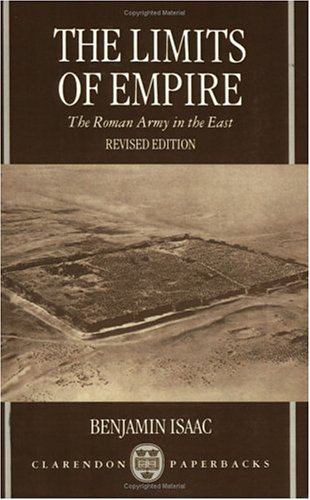 THE LIMITS
OF EMPIRE
The Roman Army in the East
REVISED EDITION
BENJAMIN ISAAC
CLARENDON PAPERBACKS